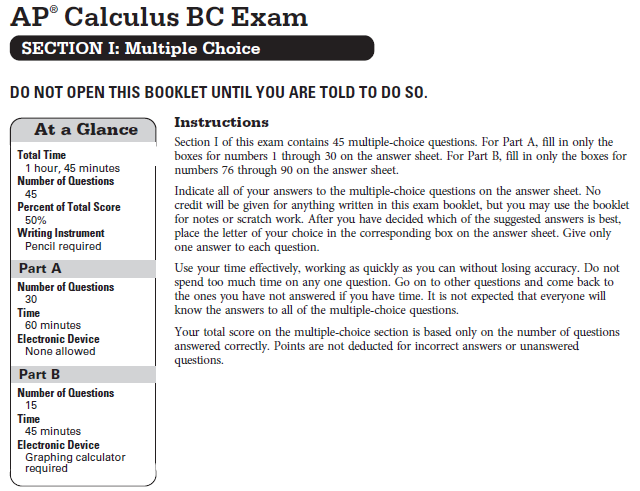 AP® Calculus BC Exam
SECTION I: Multiple Choice
DO NOT OPEN THIS BOOKLET UNTIL YOU ARE TOLD TO DO SO.
At a Glance
Total Time
1 hour, 45 minutes
Number of Questions
45
Percent of Total Score
50%
Writing Instrument
Pencil required
Part A
Number of Questions
30
Time
60 minutes
Electronic Device
None allowed
Part B
Number of Questions
15
Time
45 minutes
Electronic Device
Graphing calculator
required
Instructions
Section I of this exam contains 45 multiple-choice questions. For Part A, fill in only the
boxes for numbers 1 through 30 on the answer sheet. For Part B, fill in only the boxes for
numbers 76 through 90 on the answer sheet.
Indicate all of your answers to the multiple-choice questions on the answer sheet. No
credit will be given for anything written in this exam booklet, but you may use the booklet
for notes or scratch work. After you have decided which of the suggested answers is best,
place the letter of your choice in the corresponding box on the answer sheet. Give only
one answer to each question.
Use your time effectively, working as quickly as you can without losing accuracy. Do not
spend too much time on any one question. Go on to other questions and come back to
the ones you have not answered if you have time. It is not expected that everyone will
know the answers to all of the multiple-choice questions.
Your total score on the multiple-choice section is based only on the number of questions
answered correctly. Points are not deducted for incorrect answers or unanswered
questions.